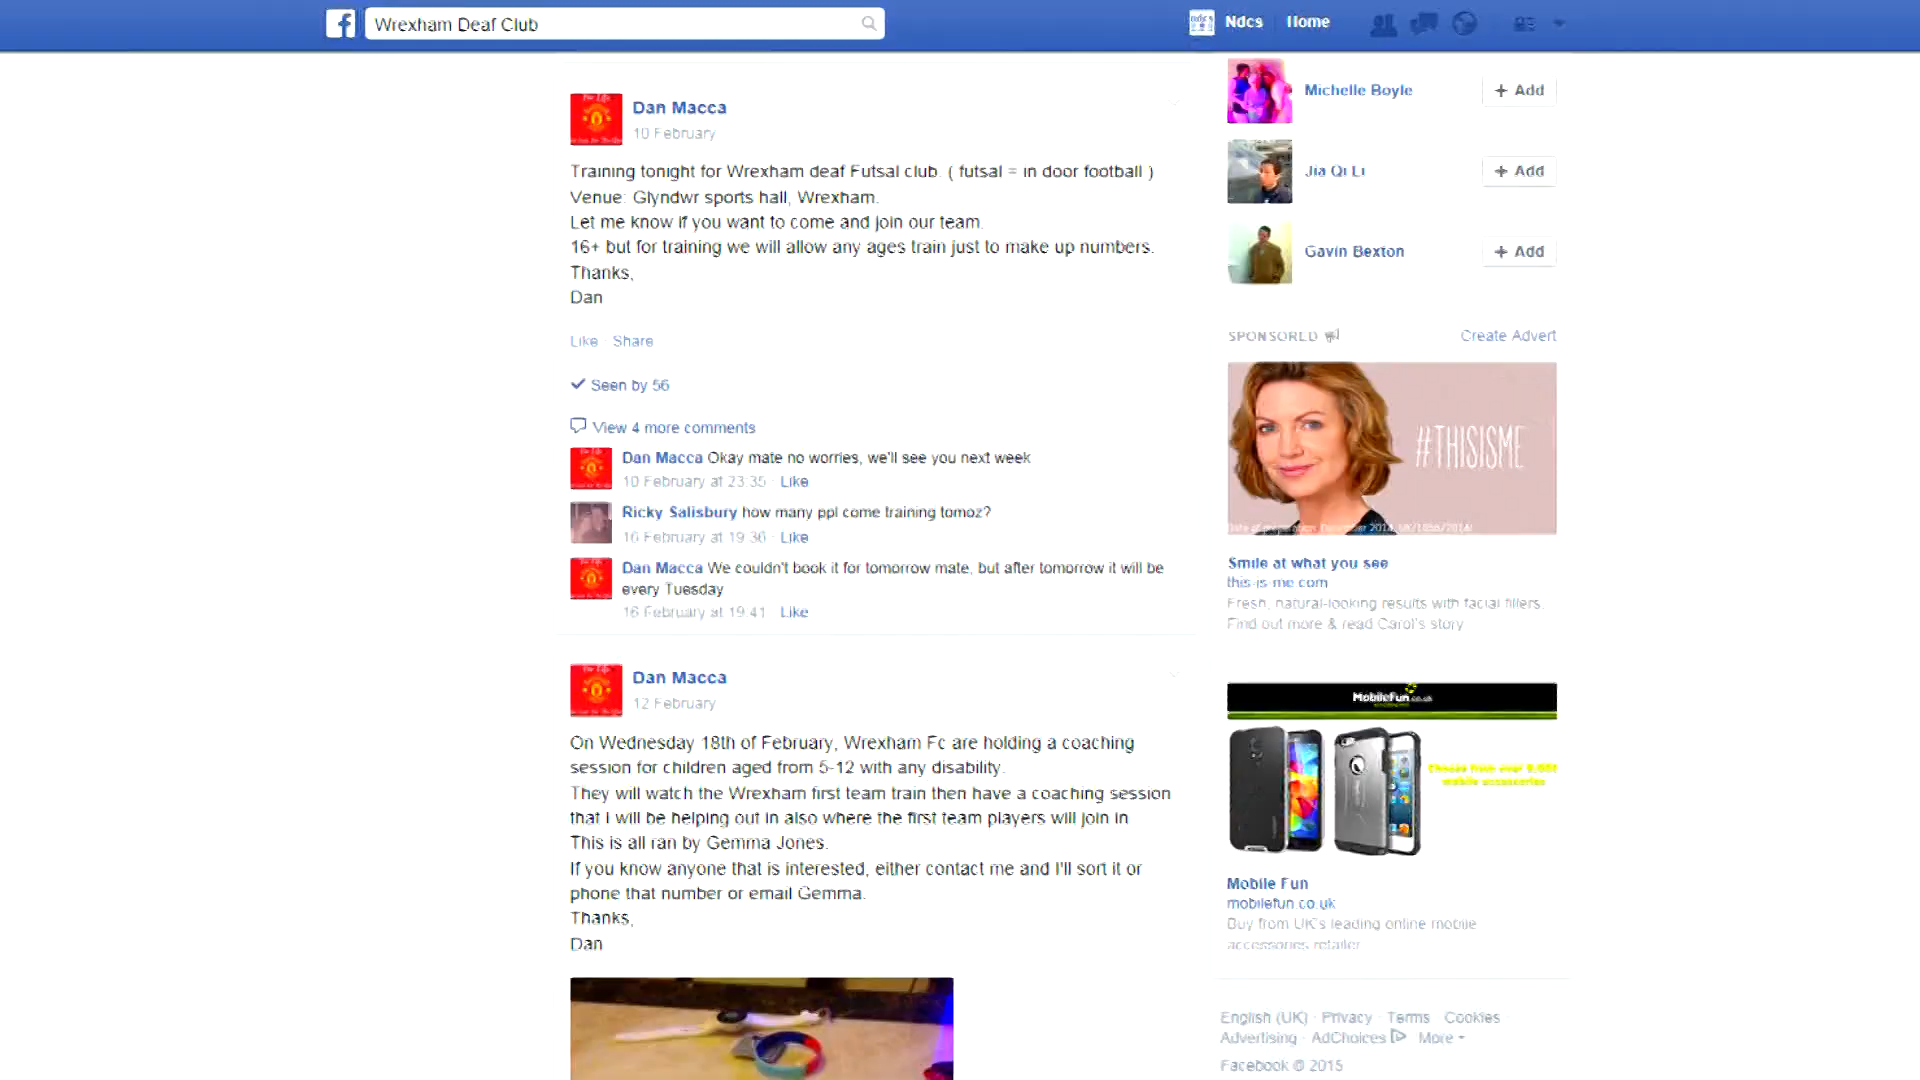 Wrexham Deaf Club
Ndcs Home
Dan Macca
10 February
Training tonight for Wrexham deaf Futsal club. ( futsal = in door football )
Venue: Glyndwr sports hall, Wrexham.
Let me know if you want to come and join our team.
16+ but for training we will allow any ages train just to make up numbers.
Thanks,
Dan
Like · Share
Seen by 56
View 4 more comments
Dan Macca Okay mate no worries, we'll see you next week
10 February at 23:35 · Like
Ricky Salisbury how many ppl come training tomoz?
16 February at 19:36 · Like
Dan Macca We couldn't book it for tomorrow mate, but after tomorrow it will be
every Tuesday
16 February at 19:41 · Like
Dan Macca
12 February
On Wednesday 18th of February, Wrexham Fc are holding a coaching
session for children aged from 5-12 with any disability.
They will watch the Wrexham first team train then have a coaching session
that I will be helping out in also where the first team players will join in
This is all ran by Gemma Jones.
If you know anyone that is interested, either contact me and I'll sort it or
phone that number or email Gemma.
Thanks,
Dan
Michelle Boyle + Add
Jia Qi Li + Add
Gavin Bexton + Add
SPONSORED Create Advert
#THISISME
Smile at what you see
this-is-me.com
Fresh, natural-looking results with facial fillers.
Find out more & read Carol's story
MobileFun.co.uk
mobile accessories
Mobile Fun
mobilefun.co.uk
Buy from UK's leading online mobile
accessories retailer
English (UK) · Privacy · Terms · Cookies
Advertising · AdChoices · More
Facebook © 2015